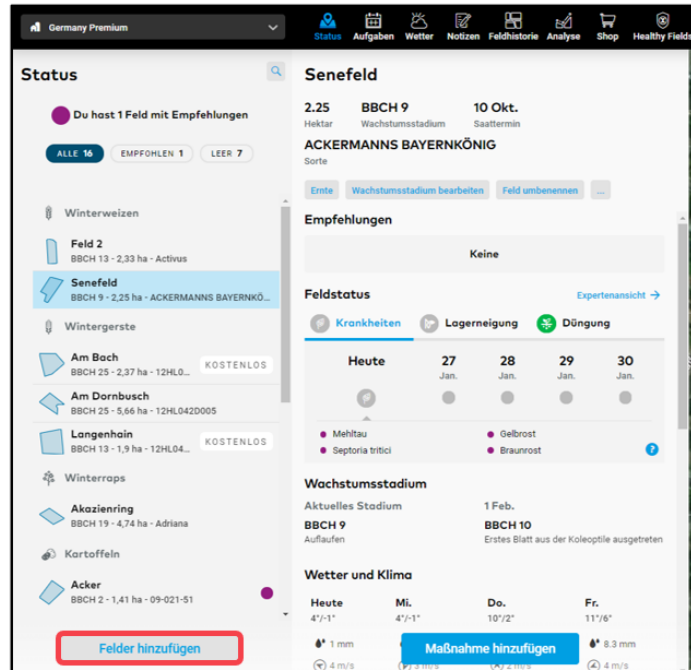 Germany Premium
Status Aufgaben Wetter Notizen Feldhistorie Analyse Shop Healthy Fields
Status
Du hast 1 Feld mit Empfehlungen
ALLE 16 EMPFOHLEN 1 LEER 7
Winterweizen
Feld 2
BBCH 13 - 2,33 ha - Activus
Senefeld
BBCH 9 - 2,25 ha - ACKERMANNS BAYERNKÖ...
Wintergerste
Am Bach
BBCH 25 - 2,37 ha - 12HL0... KOSTENLOS
Am Dornbusch
BBCH 25 - 5,66 ha - 12HL042D005
Langenhain
BBCH 13 - 1,9 ha - 12HL04... KOSTENLOS
Winterraps
Akazienring
BBCH 19 - 4,74 ha - Adriana
Kartoffeln
Acker
BBCH 2 - 1,41 ha - 09-021-51
Felder hinzufügen
Senefeld
2.25 BBCH 9 10 Okt.
Hektar Wachstumsstadium Saattermin
ACKERMANNS BAYERNKÖNIG
Sorte
Ernte Wachstumsstadium bearbeiten Feld umbenennen ...
Empfehlungen
Keine
Feldstatus Expertenansicht →
Krankheiten Lagerneigung Düngung
Heute 27 28 29 30
Jan. Jan. Jan. Jan.
Mehltau Gelbrost
Septoria tritici Braunrost ?
Wachstumsstadium
Aktuelles Stadium 1 Feb.
BBCH 9 BBCH 10
Auflaufen Erstes Blatt aus der Koleoptile ausgetreten
Wetter und Klima
Heute Mi. Do. Fr.
4°/-1° 4°/-1° 10°/2° 11°/6°
1 mm Maßnahme hinzufügen 8.3 mm
4 m/s 4 m/s